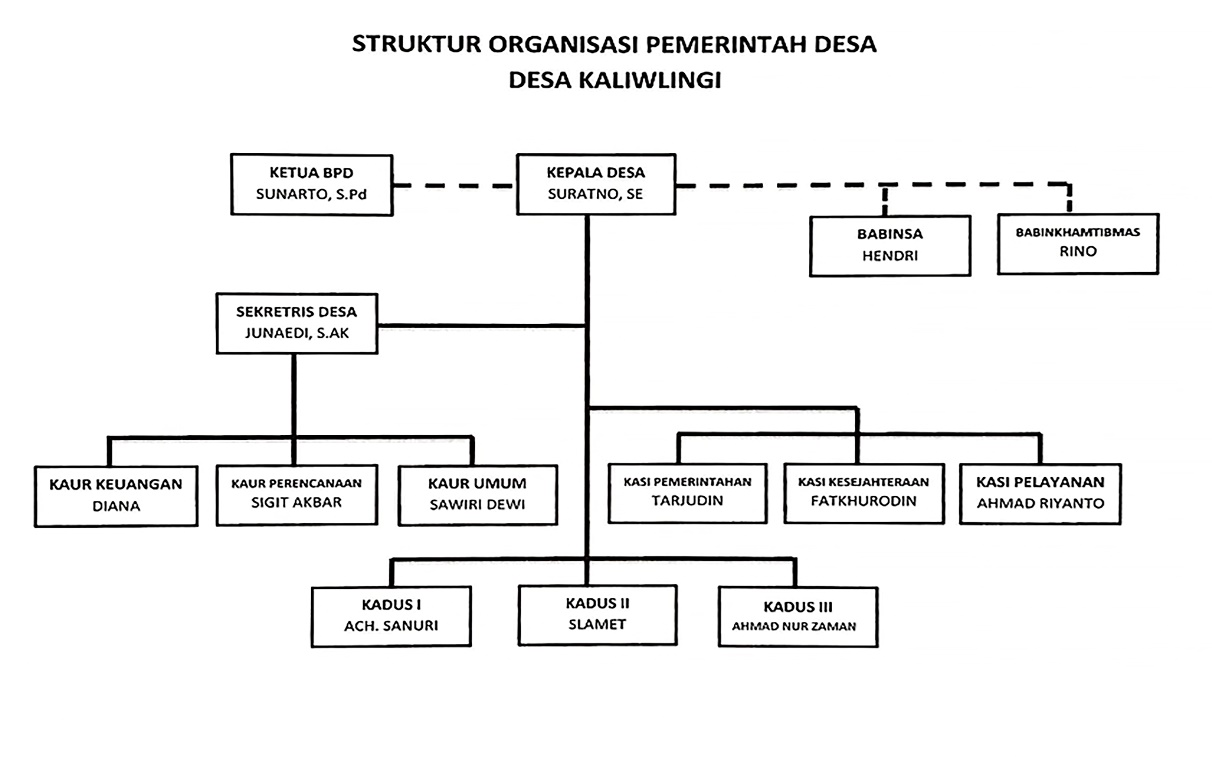 STRUKTUR ORGANISASI PEMERINTAH DESA
DESA KALIWLINGI
KETUA BPD
SUNARTO, S.Pd
KEPALA DESA
SURATNO, SE
BABINSA
HENDRI
BABINKHAMTIBMAS
RINO
SEKRETRIS DESA
JUNAEDI, S.AK
KAUR KEUANGAN
DIANA
KAUR PERENCANAAN
SIGIT AKBAR
KAUR UMUM
SAWIRI DEWI
KASI PEMERINTAHAN
TARJUDIN
KASI KESEJAHTERAAN
FATKHURODIN
KASI PELAYANAN
AHMAD RIYANTO
KADUS I
ACH. SANURI
KADUS II
SLAMET
KADUS III
AHMAD NUR ZAMAN